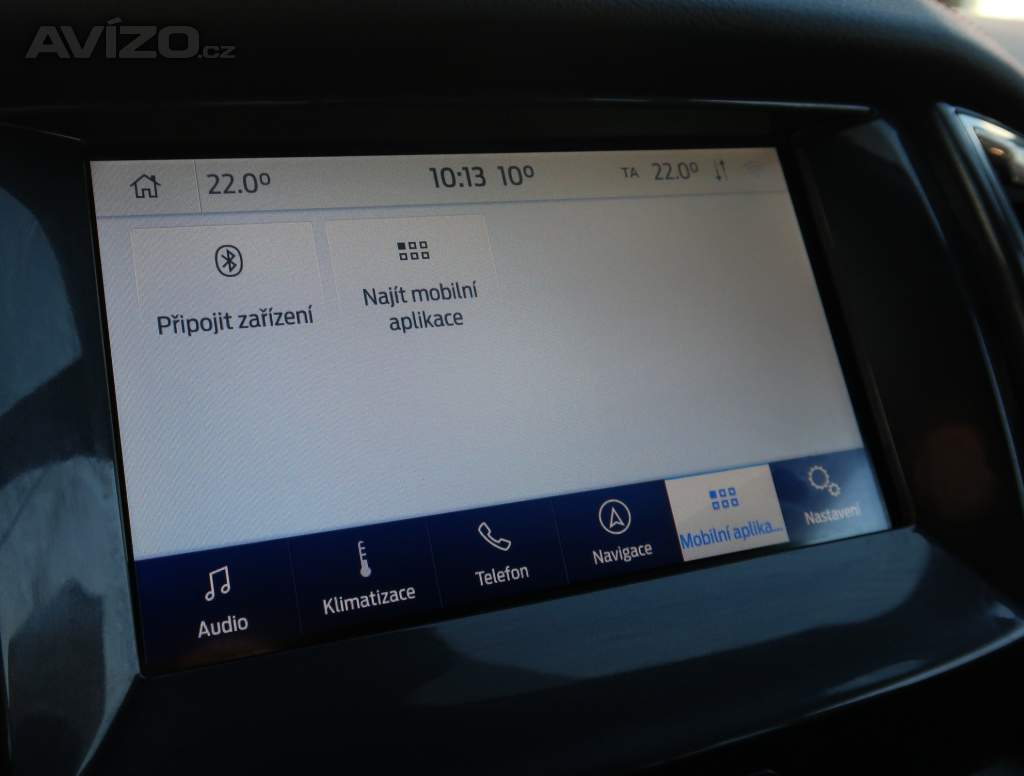 AVÍZO.cz
22.0° 10:13 10° TA 22.0°
Připojit zařízení
Najít mobilní
aplikace
Audio
Klimatizace
Telefon
Navigace
Mobilní aplika...
Nastavení